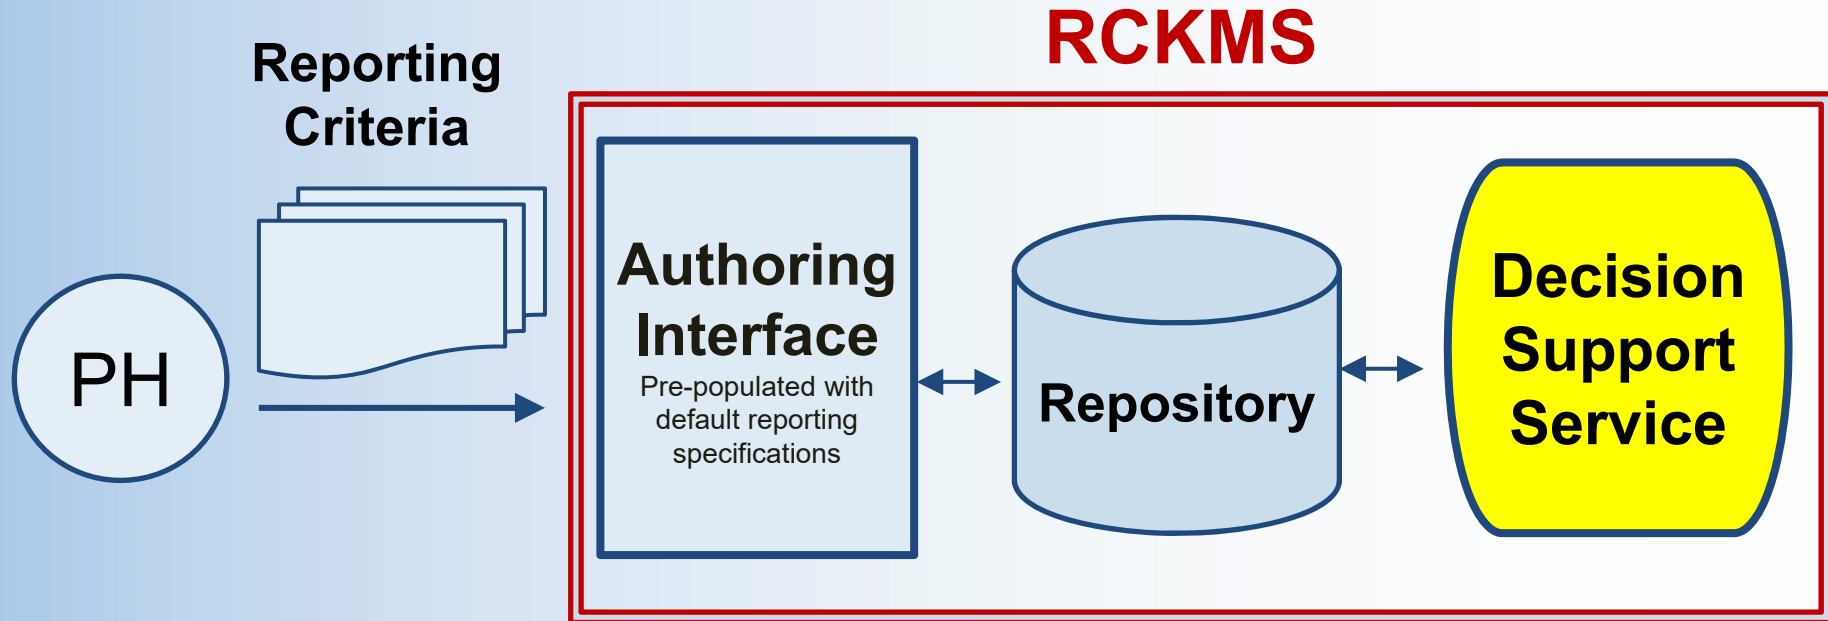 RCKMS
Reporting
Criteria
PH
Authoring
Interface
Pre-populated with
default reporting
specifications
Repository
Decision
Support
Service